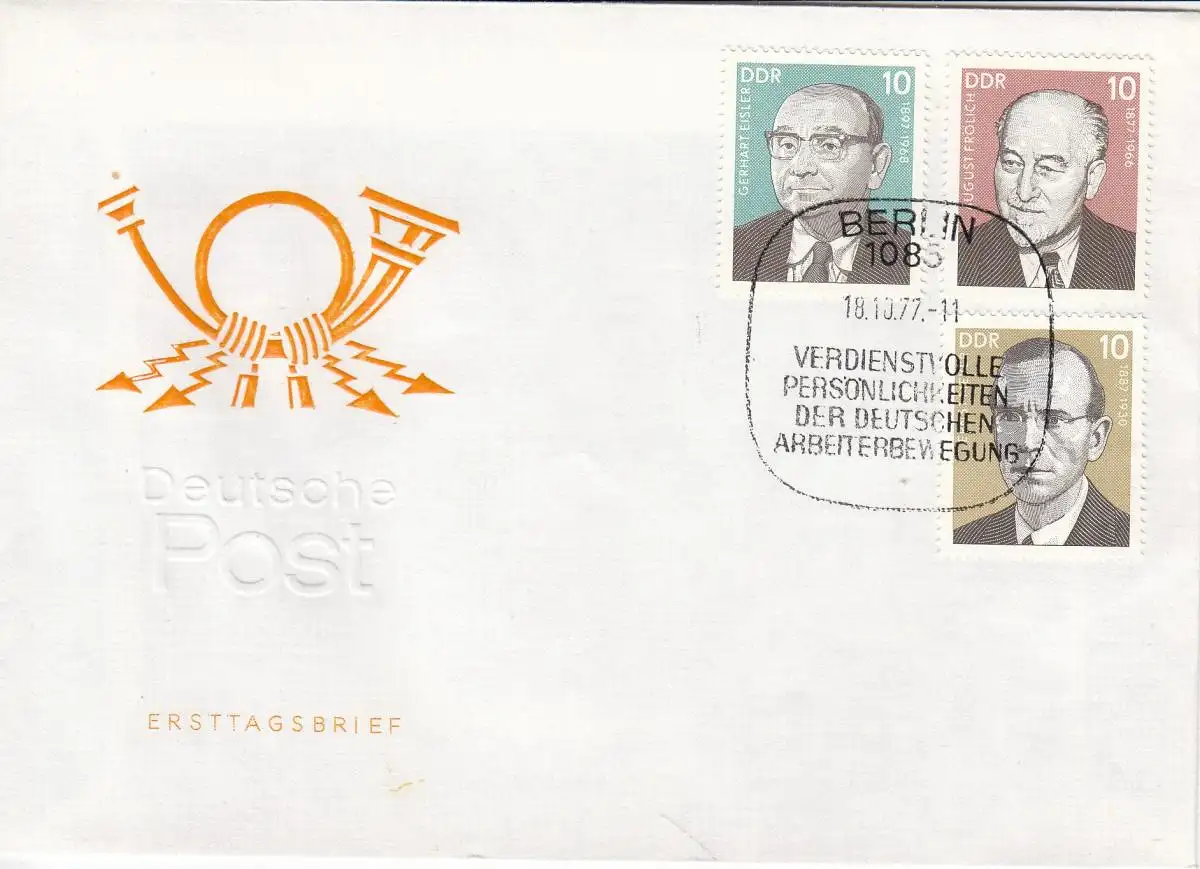 DDR 10
GERHART EISLER
1897-1968
DDR 10
AUGUST FRÖLICH
1877-1966
BERLIN
1085
18.10.77.-11
VERDIENSTVOLLE
PERSÖNLICHKEITEN
DER DEUTSCHEN
ARBEITERBEWEGUNG
DDR 10
1887-1930
Deutsche
Post
ERSTTAGSBRIEF